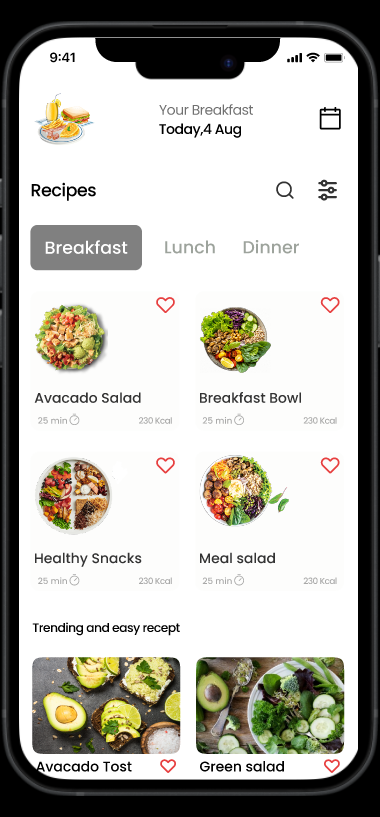 9:41
Your Breakfast
Today,4 Aug
Recipes
Breakfast Lunch Dinner
Avacado Salad
25 min 230 Kcal
Breakfast Bowl
25 min 230 Kcal
Healthy Snacks
25 min 230 Kcal
Meal salad
25 min 230 Kcal
Trending and easy recept
Avacado Tost
Green salad